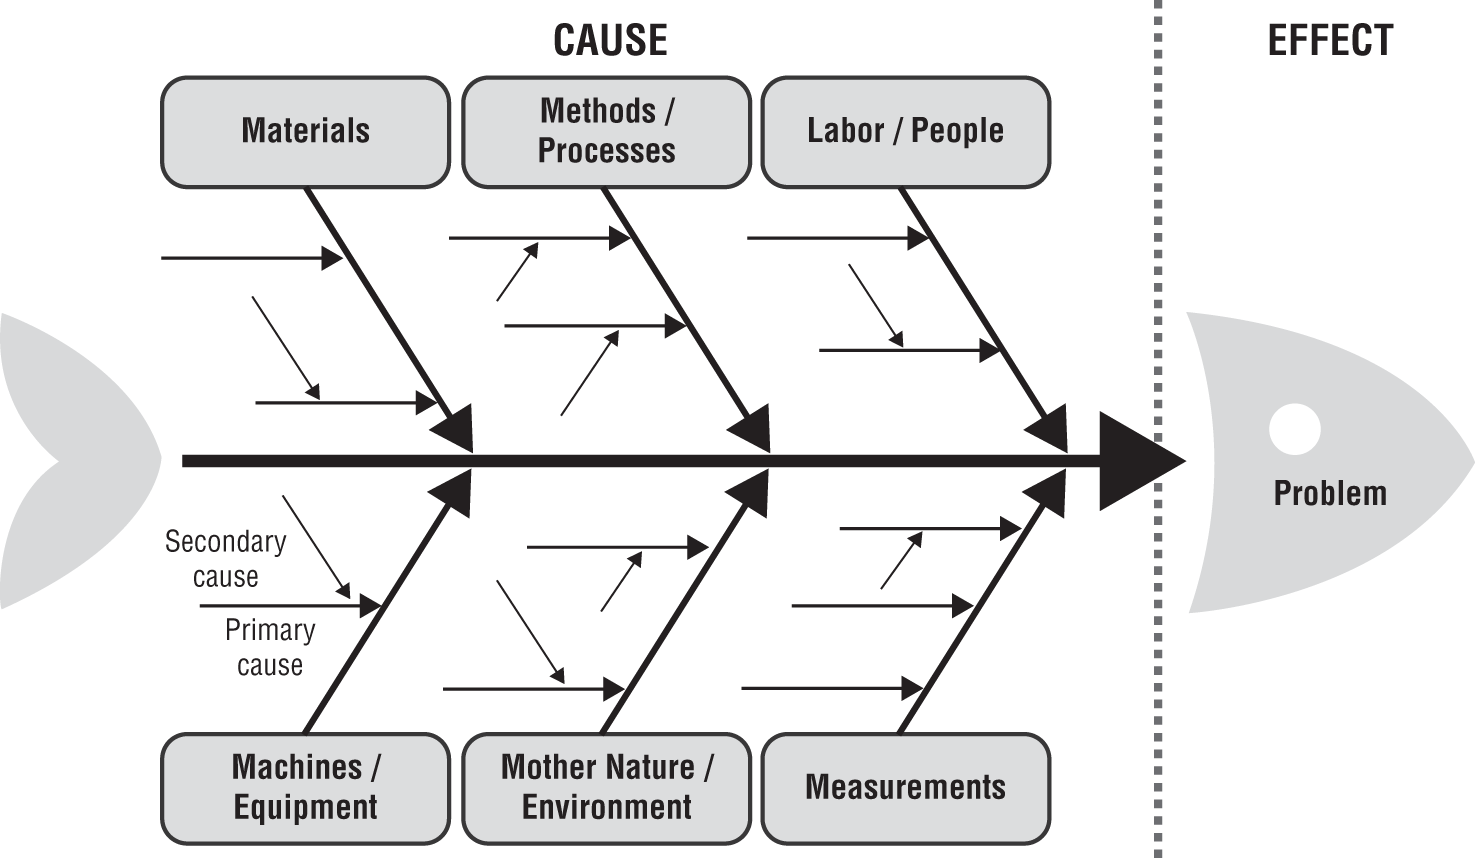 CAUSE
EFFECT
Materials
Methods /
Processes
Labor / People
Problem
Secondary
cause
Primary
cause
Machines /
Equipment
Mother Nature /
Environment
Measurements